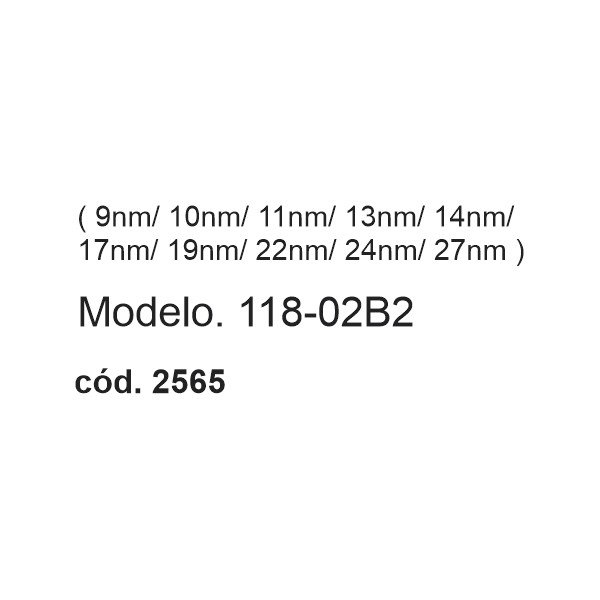 ( 9nm/ 10nm/ 11nm/ 13nm/ 14nm/
17nm/ 19nm/ 22nm/ 24nm/ 27nm )
Modelo. 118-02B2
cód. 2565